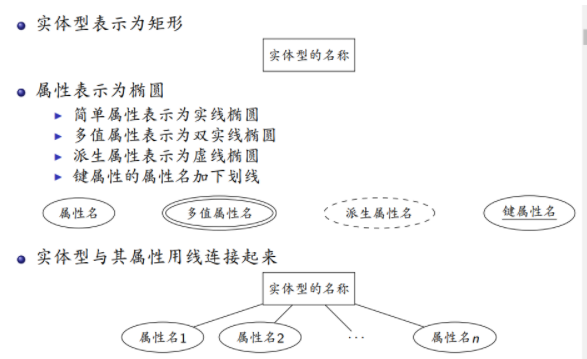 实体型表示为矩形
实体型的名称
属性表示为椭圆
简单属性表示为实线椭圆
多值属性表示为双实线椭圆
派生属性表示为虚线椭圆
键属性的属性名加下划线
属性名 多值属性名 派生属性名 键属性名
实体型与其属性用线连接起来
实体型的名称
属性名1 属性名2 ··· 属性名n